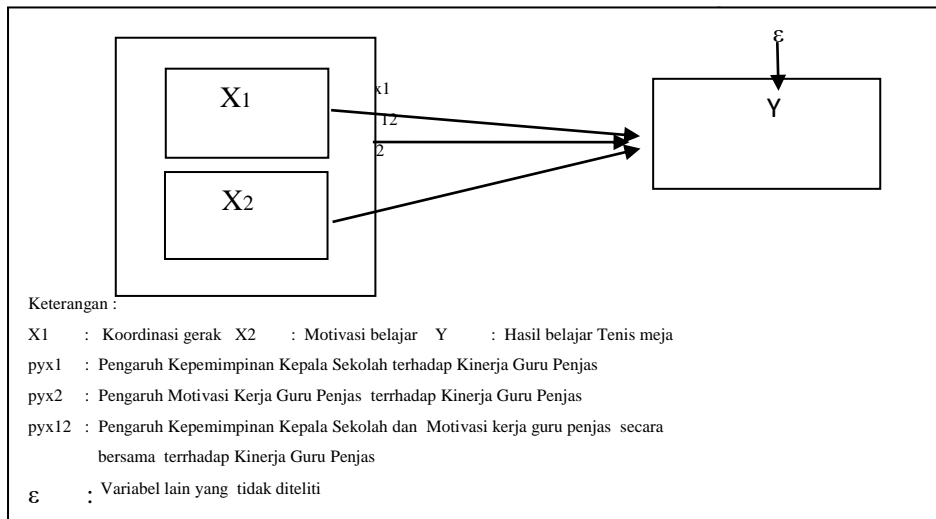 ε
X1
x1
Y
12
2
X2
Keterangan :
X1 : Koordinasi gerak X2 : Motivasi belajar Y : Hasil belajar Tenis meja
pyx1 : Pengaruh Kepemimpinan Kepala Sekolah terhadap Kinerja Guru Penjas
pyx2 : Pengaruh Motivasi Kerja Guru Penjas terrhadap Kinerja Guru Penjas
pyx12 : Pengaruh Kepemimpinan Kepala Sekolah dan Motivasi kerja guru penjas secara
bersama terrhadap Kinerja Guru Penjas
ε : Variabel lain yang tidak diteliti